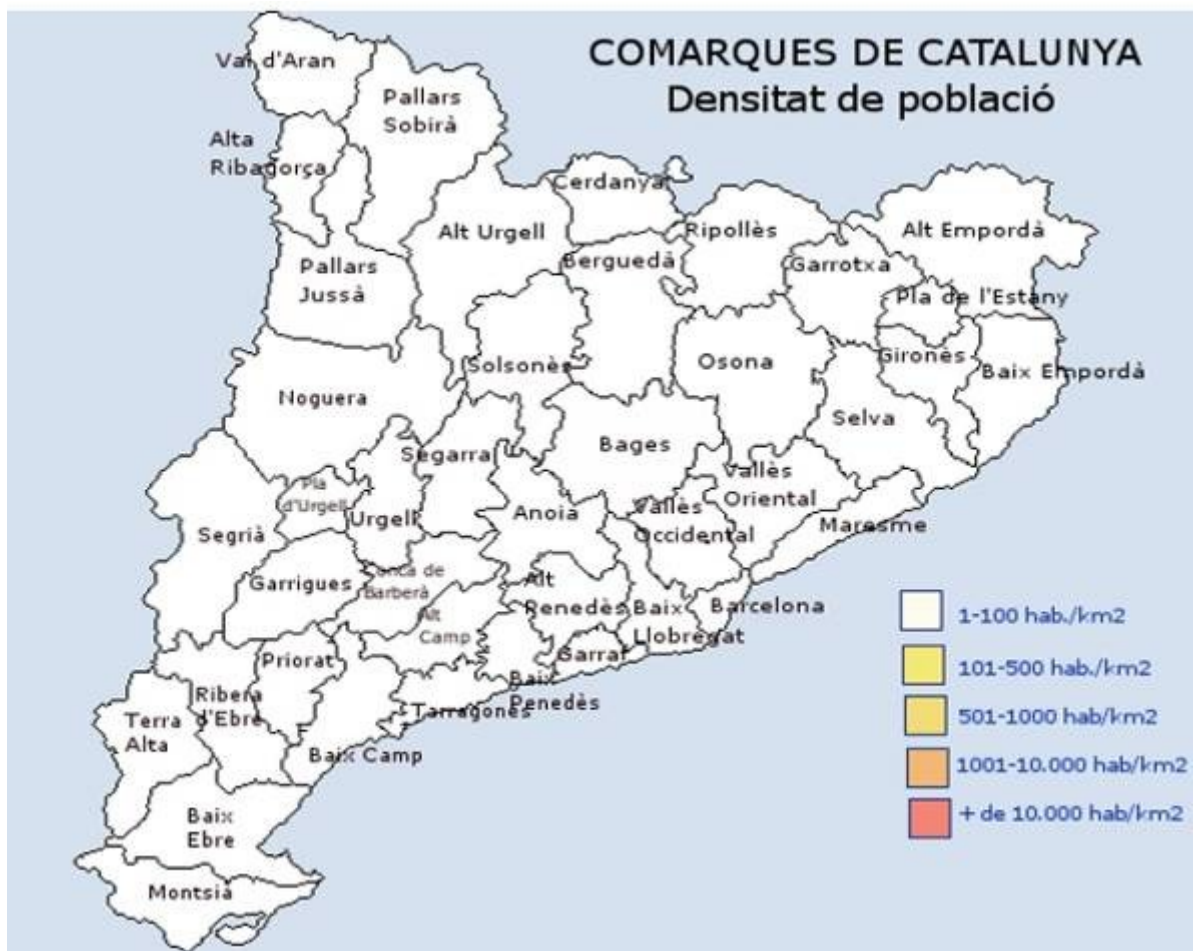 COMARQUES DE CATALUNYA
Densitat de població
Val d'Aran
Pallars
Sobirà
Alta
Ribagorça
Cerdanya
Alt Urgell
Ripollès
Alt Empordà
Berguedà
Garrotxa
Pallars
Jussà
Pla de l'Estany
Solsonès
Osona
Gironès
Baix Empordà
Noguera
Selva
Segarra
Bages
Pla
d'Urgell
Vallès
Oriental
Urgell
Anoia
Vallès
Occidental
Maresme
Segrià
Garrigues
Conca de
Barberà
Alt
Penedès
Alt
Camp
Baix
Llobregat
Barcelona
Priorat
Garraf
Ribera
d'Ebre
Baix
Penedès
Terra
Alta
Tarragonès
Baix Camp
Baix
Ebre
Montsià
1-100 hab./km2
101-500 hab./km2
501-1000 hab/km2
1001-10.000 hab/km2
+ de 10.000 hab/km2